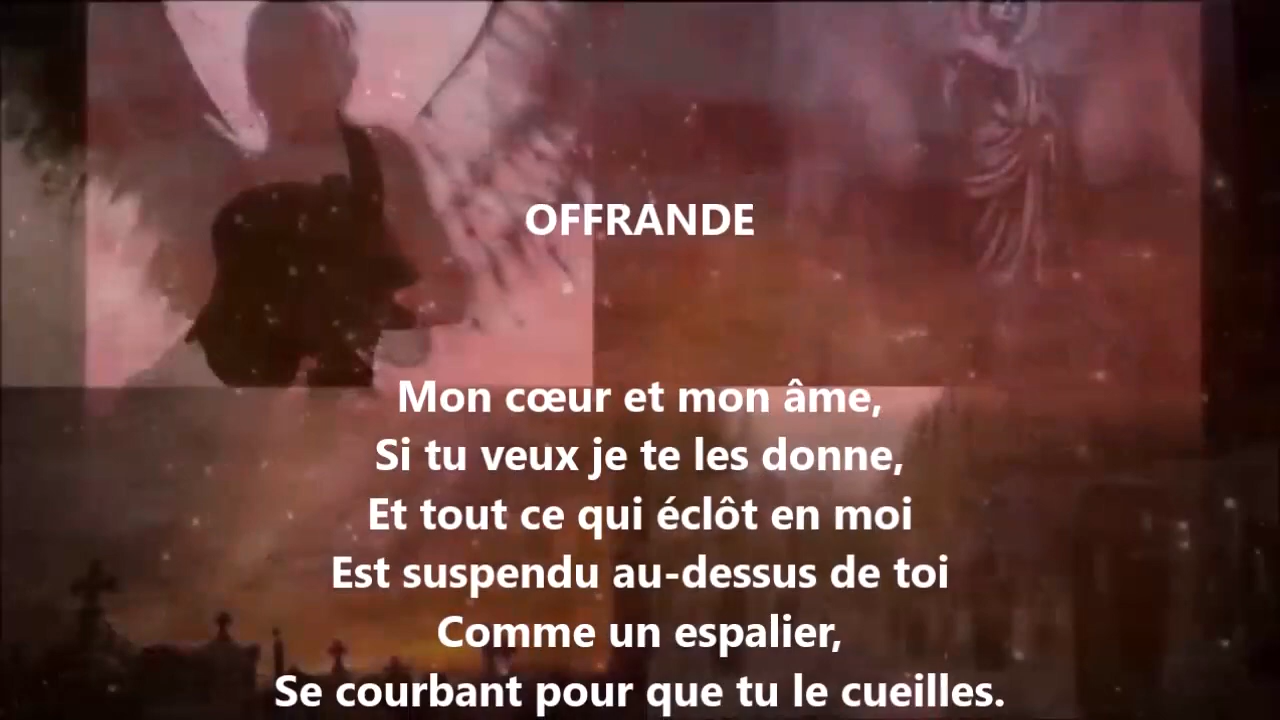 OFFRANDE
Mon cœur et mon âme,
Si tu veux je te les donne,
Et tout ce qui éclôt en moi
Est suspendu au-dessus de toi
Comme un espalier,
Se courbant pour que tu le cueilles.